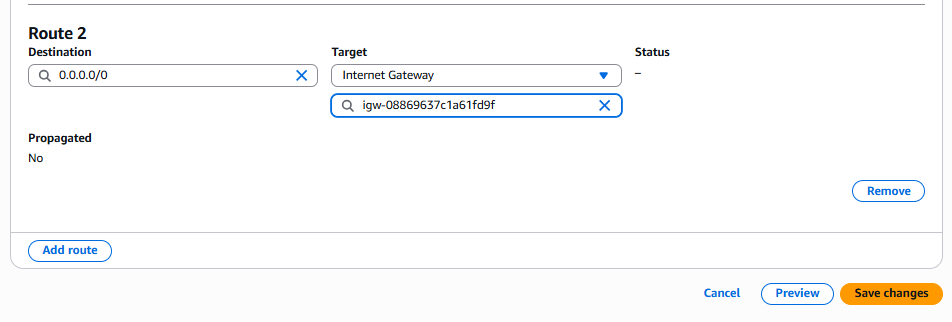 Route 2
Destination Target Status
0.0.0.0/0 Internet Gateway –
igw-08869637c1a61fd9f
Propagated
No
Remove
Add route
Cancel Preview Save changes